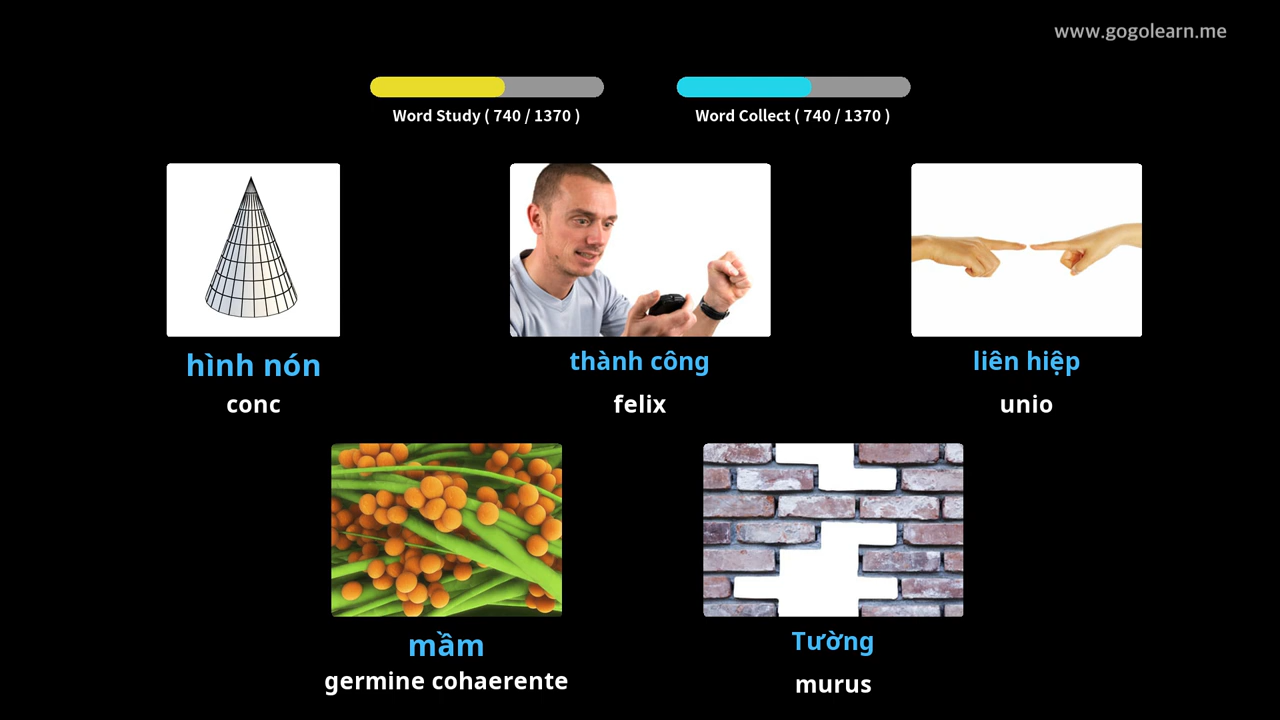 www.gogolearn.me
Word Study ( 740 / 1370 )
Word Collect ( 740 / 1370 )
hình nón
conc
thành công
felix
liên hiệp
unio
mầm
germine cohaerente
Tường
murus